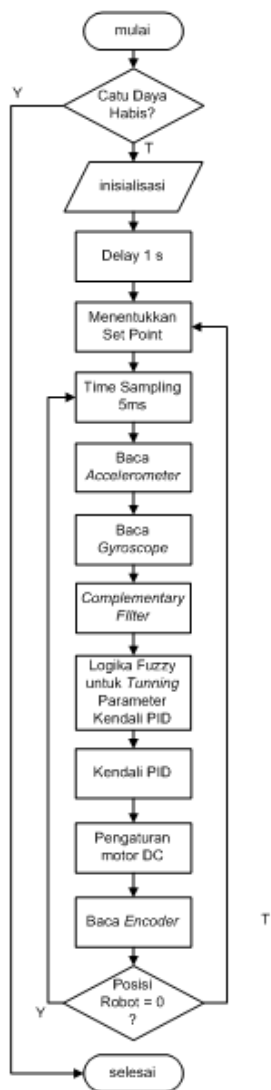 mulai
Y
Catu Daya
Habis?
T
inisialisasi
Delay 1 s
Menentukkan
Set Point
Time Sampling
5ms
Baca
Accelerometer
Baca
Gyroscope
Complementary
Filter
Logika Fuzzy
untuk Tunning
Parameter
Kendali PID
Kendali PID
Pengaturan
motor DC
Baca Encoder
T
Posisi
Robot = 0
?
Y
selesai